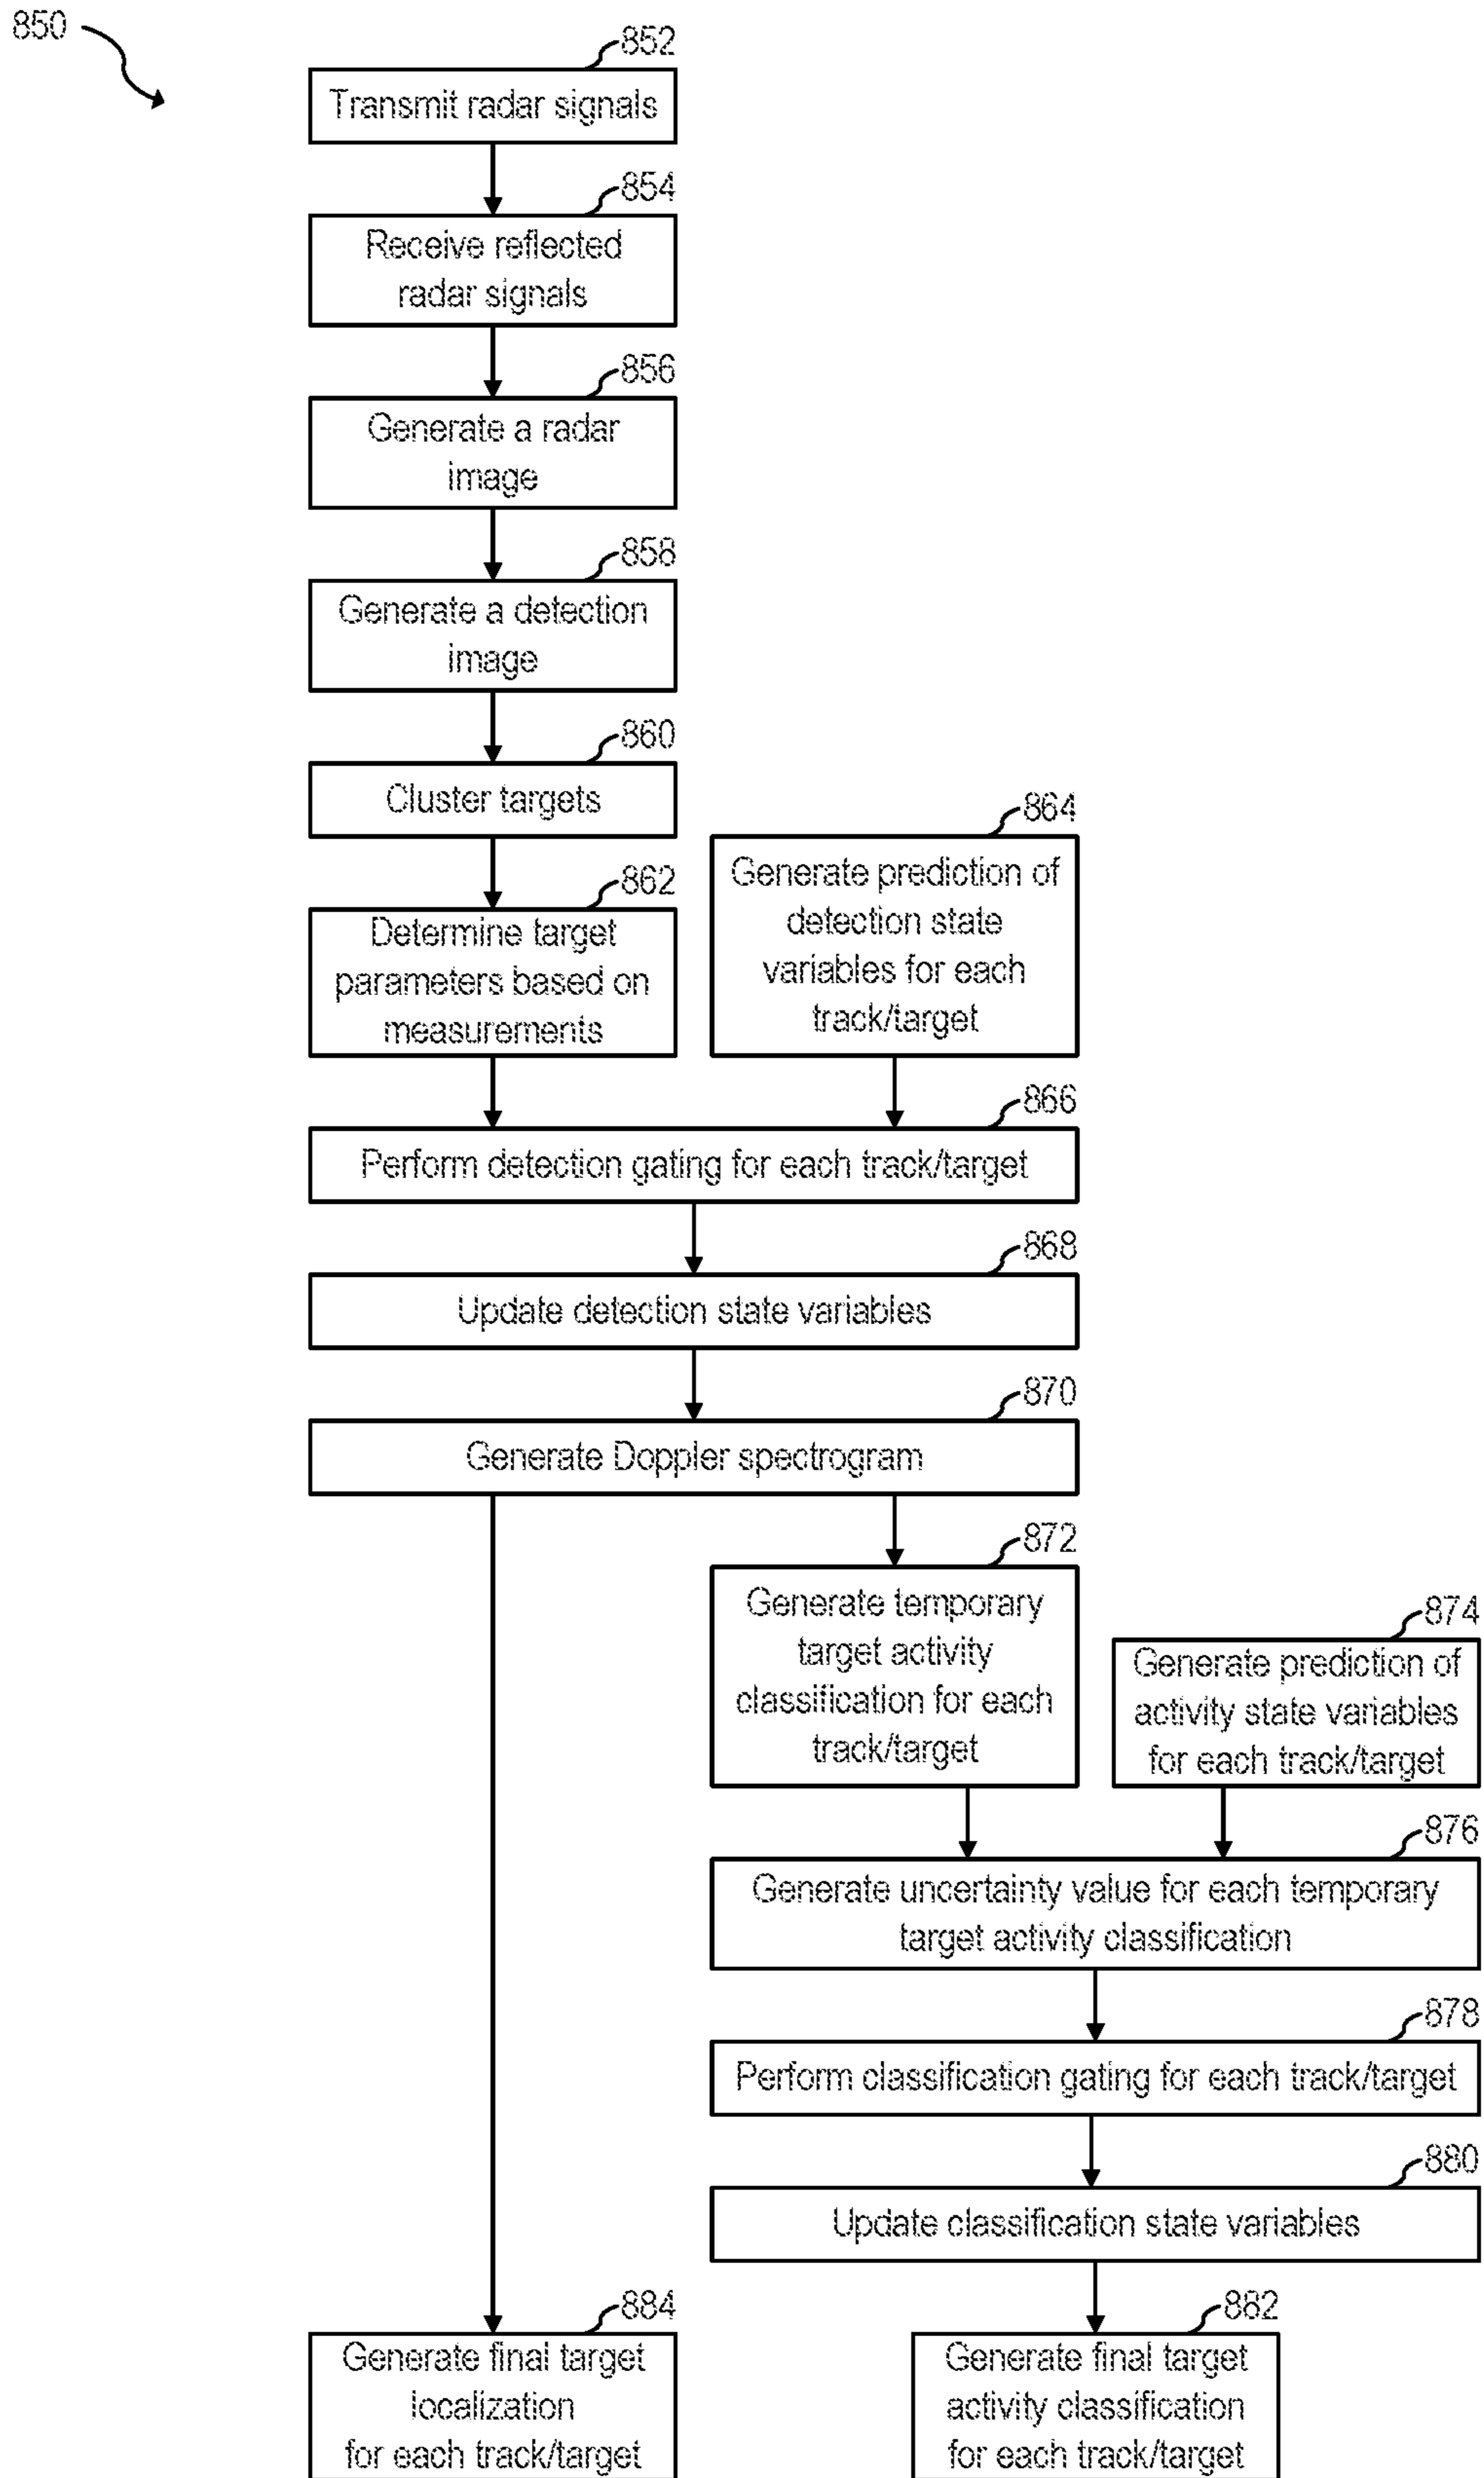 850
852
Transmit radar signals
854
Receive reflected
radar signals
856
Generate a radar
image
858
Generate a detection
image
860
Cluster targets
862
Determine target
parameters based on
measurements
864
Generate prediction of
detection state
variables for each
track/target
866
Perform detection gating for each track/target
868
Update detection state variables
870
Generate Doppler spectrogram
872
Generate temporary
target activity
classification for each
track/target
874
Generate prediction of
activity state variables
for each track/target
876
Generate uncertainty value for each temporary
target activity classification
878
Perform classification gating for each track/target
880
Update classification state variables
884
Generate final target
localization
for each track/target
882
Generate final target
activity classification
for each track/target